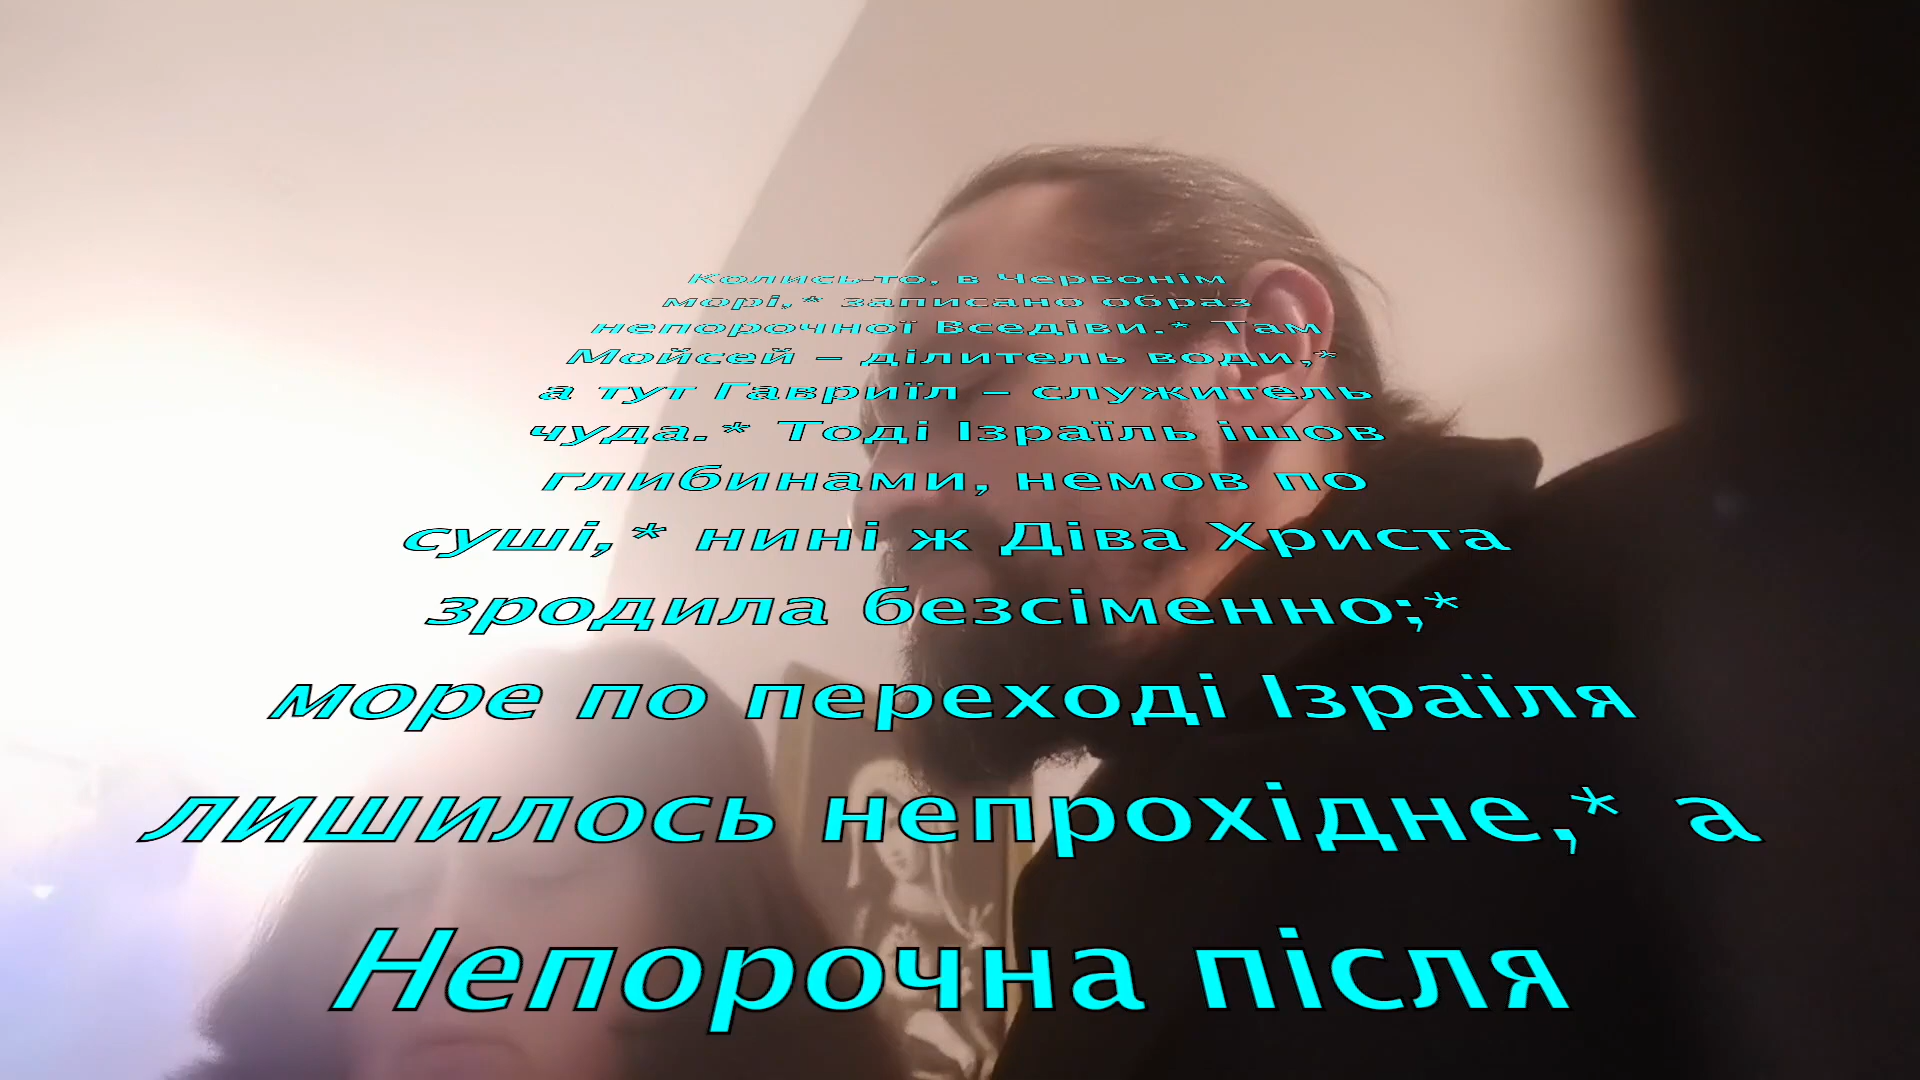 Колись-то, в Червонім
морі,* записано образ
непорочної Вседіви.* Там
Мойсей – ділитель води,*
а тут Гавриїл – служитель
чуда.* Тоді Ізраїль ішов
глибинами, немов по
суші,* нині ж Діва Христа
зродила безсіменно;*
море по переході Ізраїля
лишилось непрохідне,* а
Непорочна після